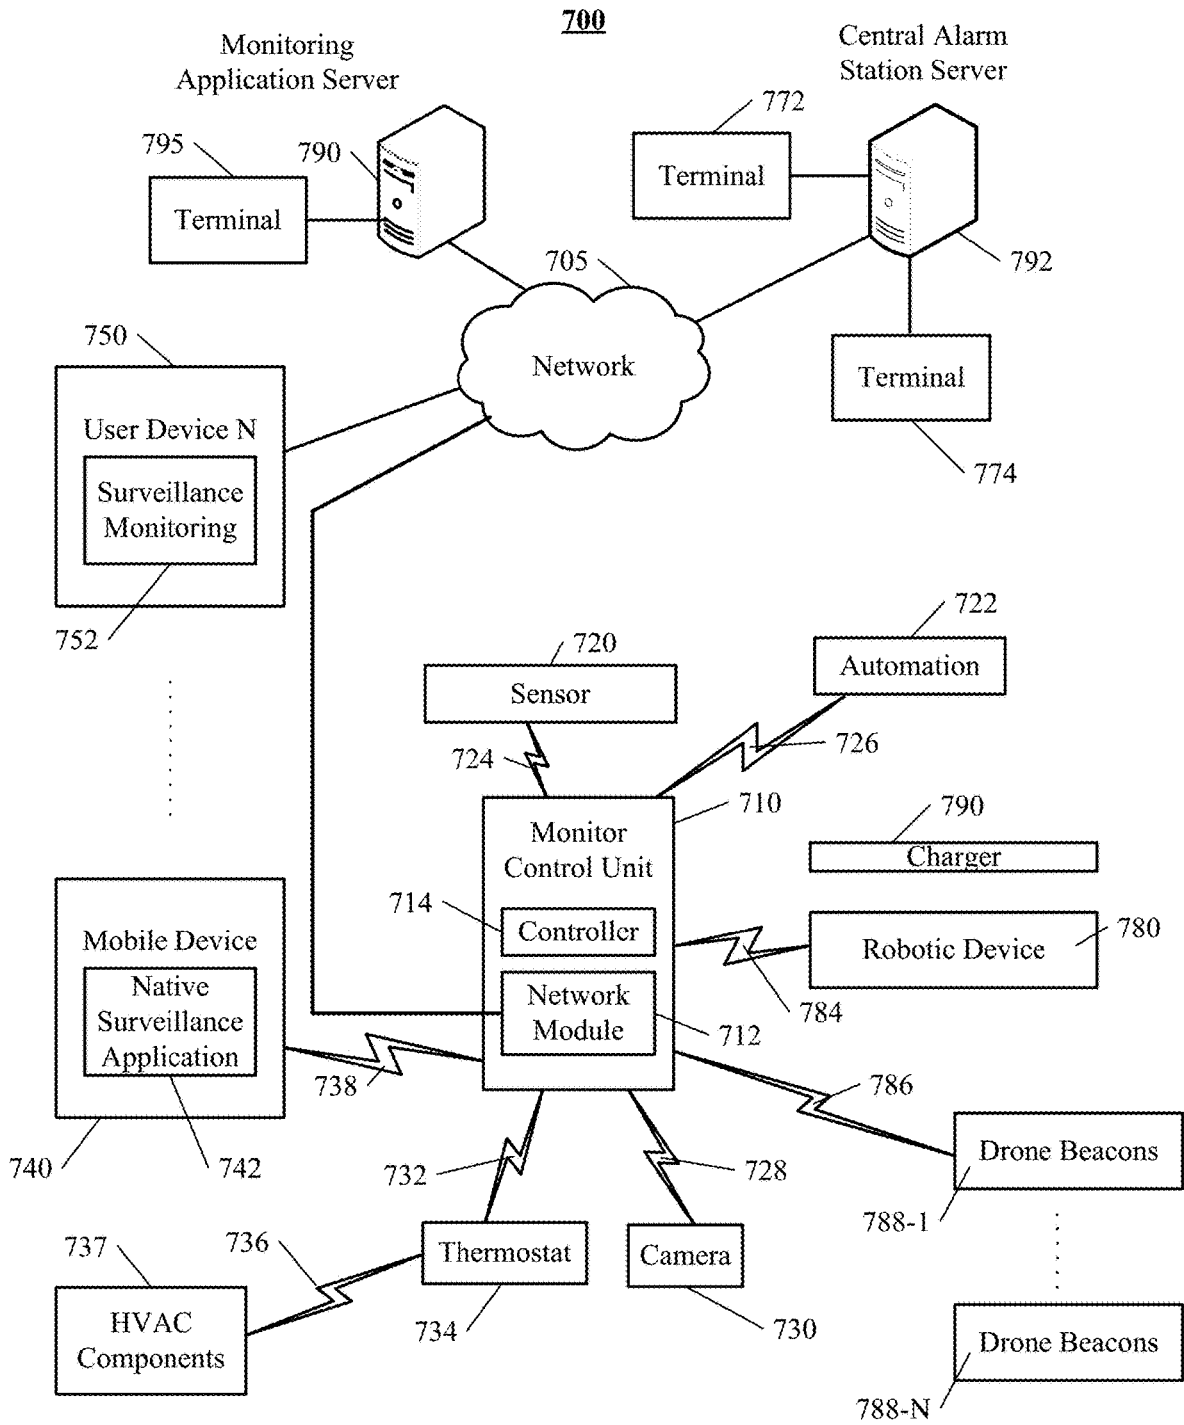 700
Monitoring
Application Server
Central Alarm
Station Server
772
795
790
Terminal
Terminal
792
705
750
Network
Terminal
User Device N
Surveillance
Monitoring
774
752
722
720
Automation
Sensor
724
726
710
790
Monitor
Control Unit
Charger
714
Controller
780
Mobile Device
Robotic Device
Native
Surveillance
Application
Network
Module
784
712
738
786
740
742
732
728
Drone Beacons
788-1
737
736
Thermostat
Camera
HVAC
Components
734
730
Drone Beacons
788-N